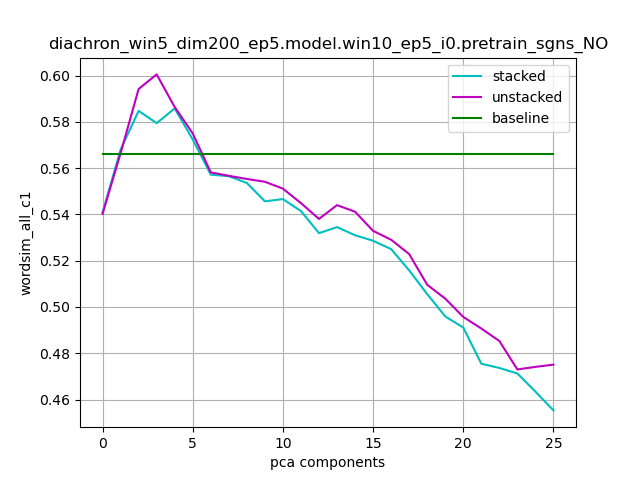 diachron_win5_dim200_ep5.model.win10_ep5_i0.pretrain_sgns_NO
stacked
unstacked
baseline
0.60
0.58
0.56
0.54
0.52
0.50
0.48
0.46
wordsim_all_c1
0 5 10 15 20 25
pca components